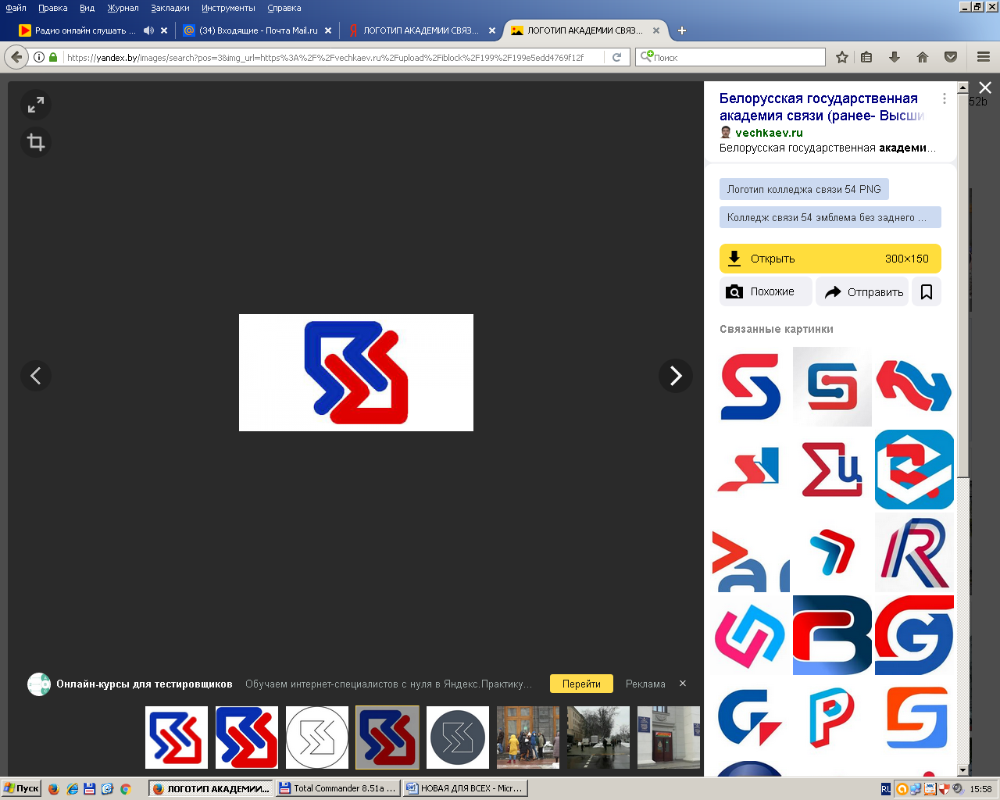 Файл Правка Вид Журнал Закладки Инструменты Справка
Радио онлайн слушать ...
(34) Входящие - Почта Mail.ru
ЛОГОТИП АКАДЕМИИ СВЯЗ...
ЛОГОТИП АКАДЕМИИ СВЯЗ...
https://yandex.by/images/search?pos=3&img_url=https%3A%2F%2Fvechkaev.ru%2Fupload%2Fiblock%2F199%2F199e5edd4769f12f
Поиск
52b
Белорусская государственная
академия связи (ранее- Высши
vechkaev.ru
Белорусская государственная академи...
Логотип колледжа связи 54 PNG
Колледж связи 54 эмблема без заднего ...
Открыть 300×150
Похожие
Отправить
Связанные картинки
Онлайн-курсы для тестировщиков
Обучаем интернет-специалистов с нуля в Яндекс.Практику...
Перейти
Реклама
Пуск
ЛОГОТИП АКАДЕМИИ...
Total Commander 8.51a ...
НОВАЯ ДЛЯ ВСЕХ - Micr...
RU
15:58